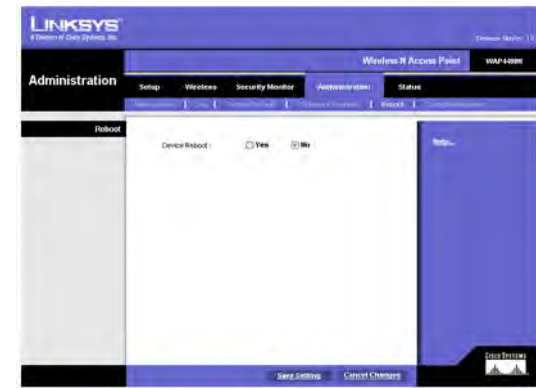 LINKSYS
A Division of Cisco Systems, Inc.
Wireless-N Access Point
WAP4400N
Administration
Setup Wireless Security Monitor Administration Status
Reboot
Reboot
Device Reboot : Yes No
Help...
Save Setting Cancel Changes
CISCO SYSTEMS